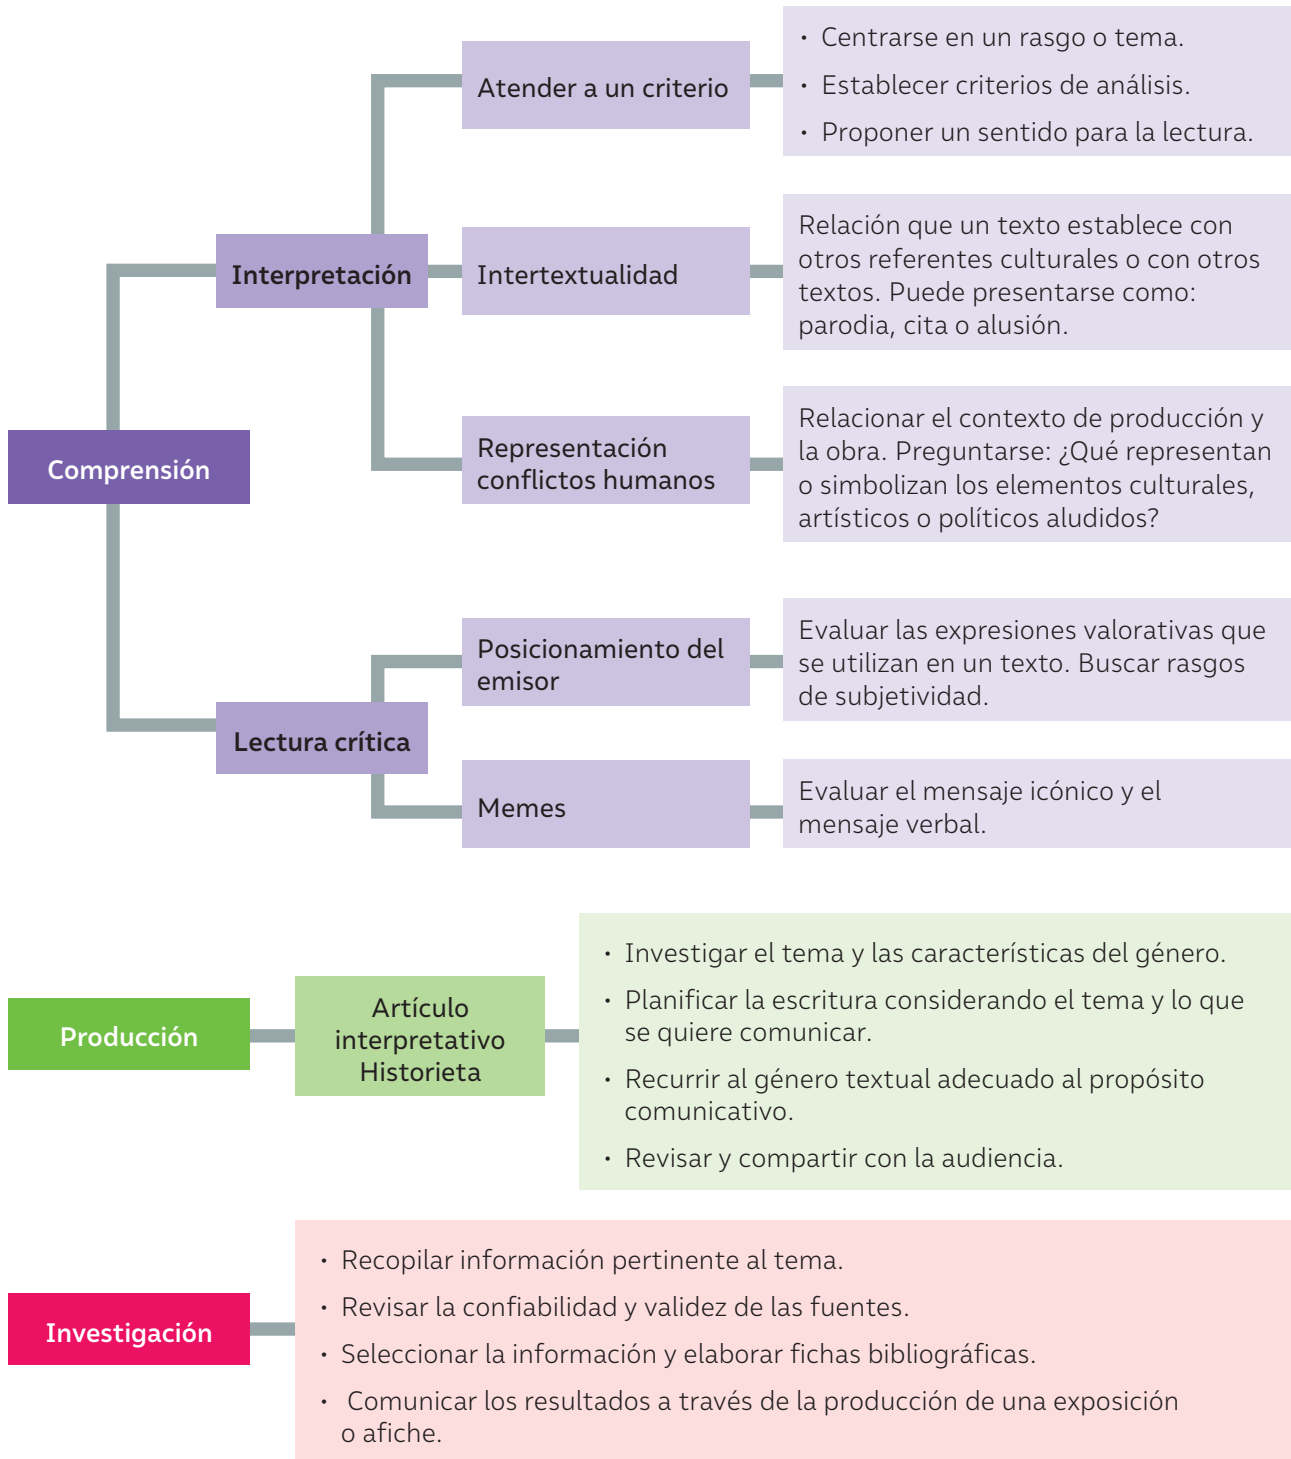 Comprensión
Interpretación
Atender a un criterio
• Centrarse en un rasgo o tema.
• Establecer criterios de análisis.
• Proponer un sentido para la lectura.
Intertextualidad
Relación que un texto establece con
otros referentes culturales o con otros
textos. Puede presentarse como:
parodia, cita o alusión.
Representación
conflictos humanos
Relacionar el contexto de producción y
la obra. Preguntarse: ¿Qué representan
o simbolizan los elementos culturales,
artísticos o políticos aludidos?
Lectura crítica
Posicionamiento del
emisor
Evaluar las expresiones valorativas que
se utilizan en un texto. Buscar rasgos
de subjetividad.
Memes
Evaluar el mensaje icónico y el
mensaje verbal.
Producción
Artículo
interpretativo
Historieta
• Investigar el tema y las características del género.
• Planificar la escritura considerando el tema y lo que
se quiere comunicar.
• Recurrir al género textual adecuado al propósito
comunicativo.
• Revisar y compartir con la audiencia.
Investigación
• Recopilar información pertinente al tema.
• Revisar la confiabilidad y validez de las fuentes.
• Seleccionar la información y elaborar fichas bibliográficas.
• Comunicar los resultados a través de la producción de una exposición
o afiche.